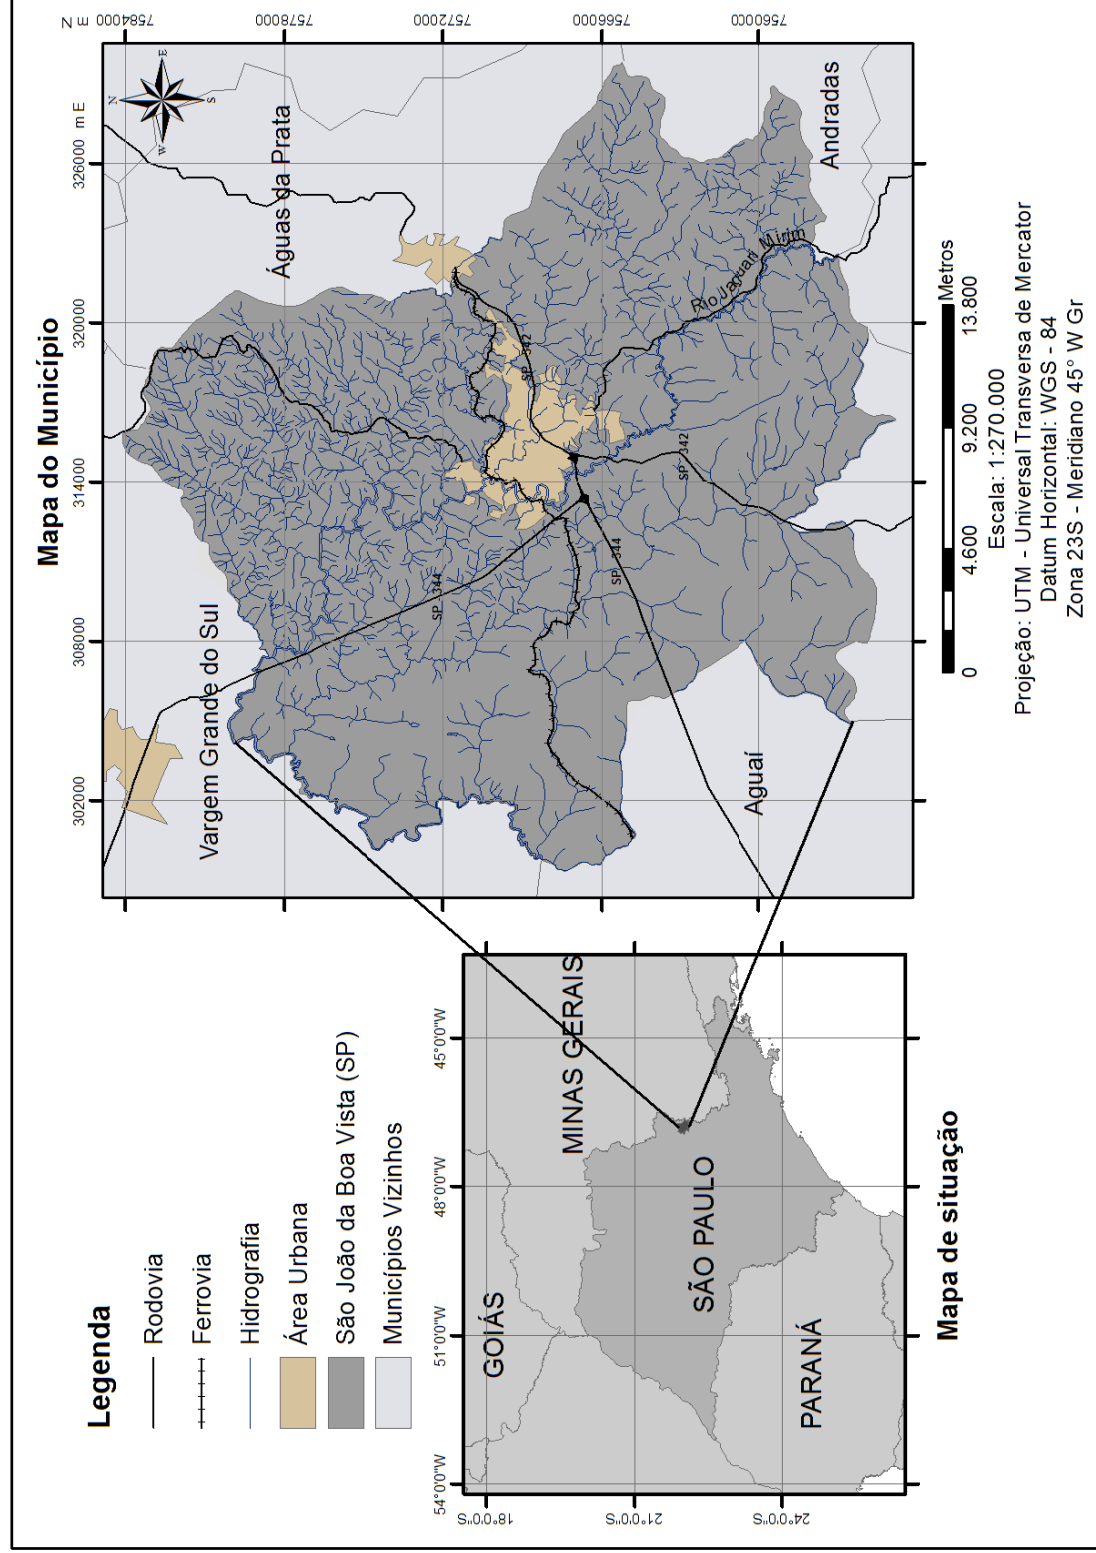 Mapa do Município
302000
308000
314000
320000
326000 m E
N m
7584000
7578000
7572000
7566000
7560000
N
E
S
W
Vargem Grande do Sul
Águas da Prata
Andradas
Aguaí
SP 344
SP 344
SP 342
SP 342
Rio Jaguari Mirim
0
4.600
9.200
13.800
Metros
Escala: 1:270.000
Projeção: UTM - Universal Transversa de Mercator
Datum Horizontal: WGS - 84
Zona 23S - Meridiano 45° W Gr
Legenda
Rodovia
Ferrovia
Hidrografia
Área Urbana
São João da Boa Vista (SP)
Municípios Vizinhos
54°0'0"W
51°0'0"W
48°0'0"W
45°0'0"W
18°0'0"S
21°0'0"S
24°0'0"S
GOIÁS
MINAS GERAIS
SÃO PAULO
PARANÁ
Mapa de situação